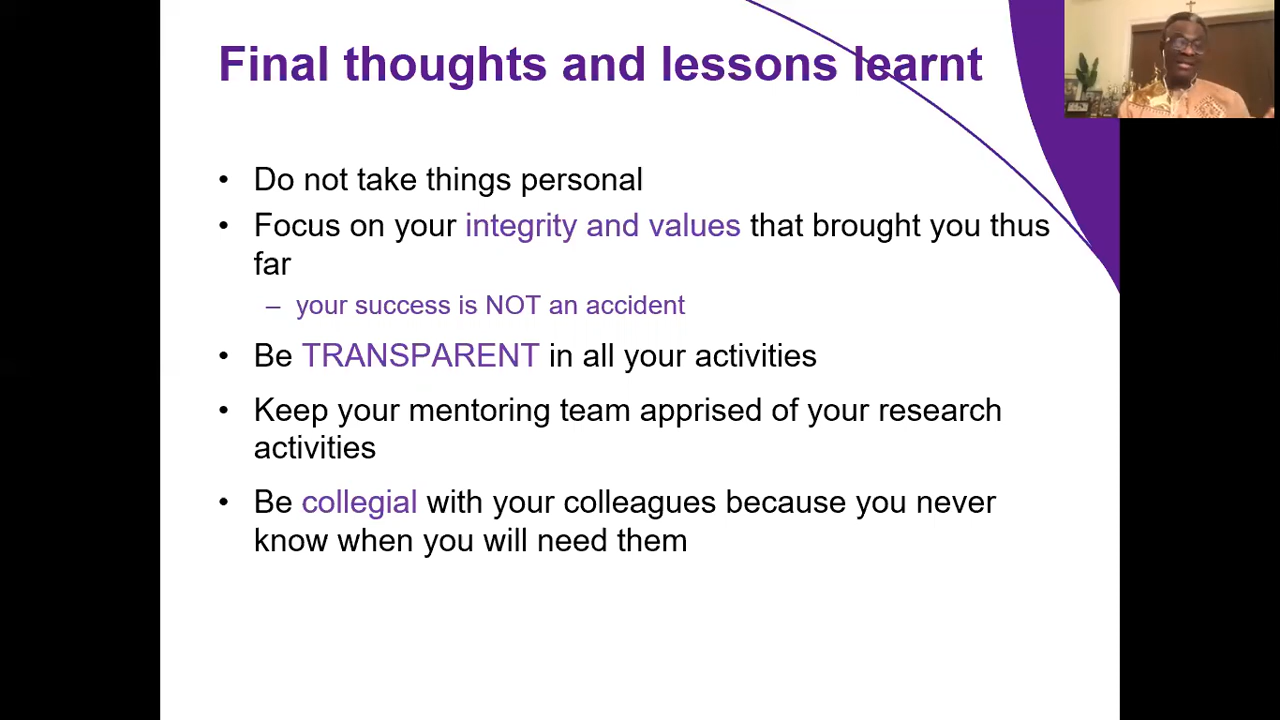 Final thoughts and lessons learnt
• Do not take things personal
• Focus on your integrity and values that brought you thus
far
– your success is NOT an accident
• Be TRANSPARENT in all your activities
• Keep your mentoring team apprised of your research
activities
• Be collegial with your colleagues because you never
know when you will need them